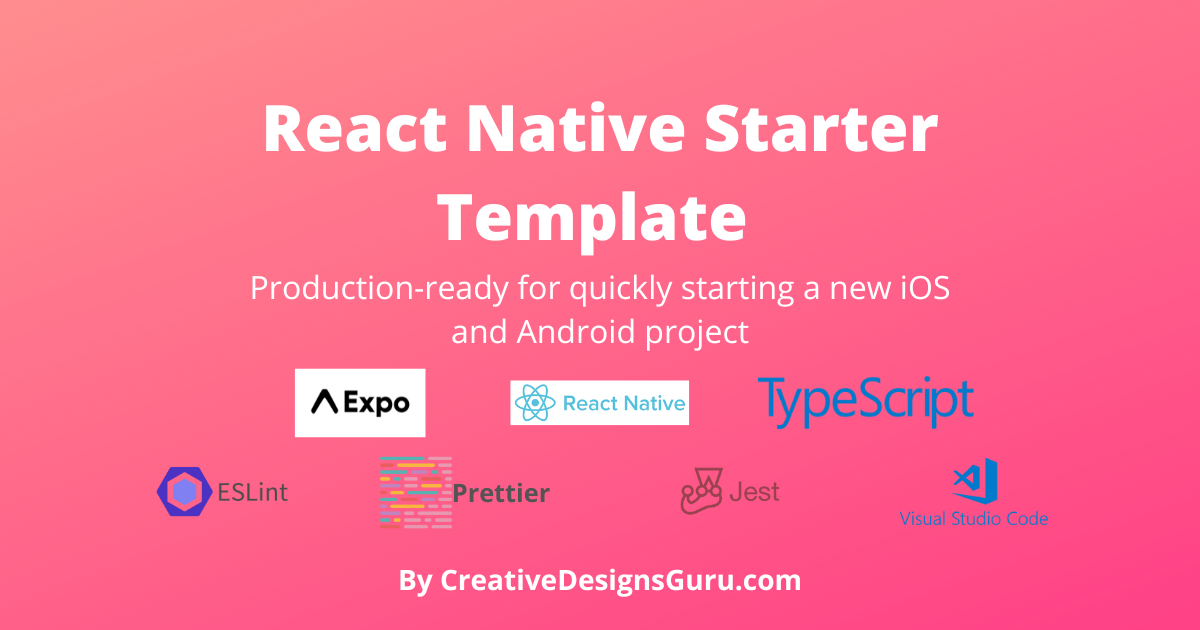 React Native Starter
Template
Production-ready for quickly starting a new iOS
and Android project
Expo
React Native
TypeScript
ESLint
Prettier
Jest
Visual Studio Code
By CreativeDesignsGuru.com